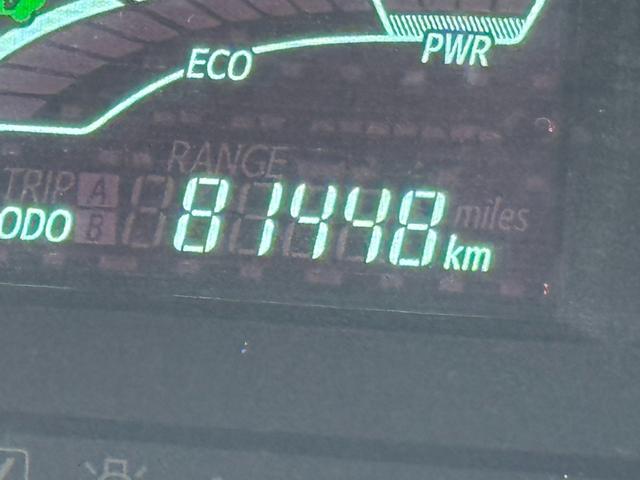 ECO
PWR
RANGE
TRIP A
miles
ODO B
81448 km